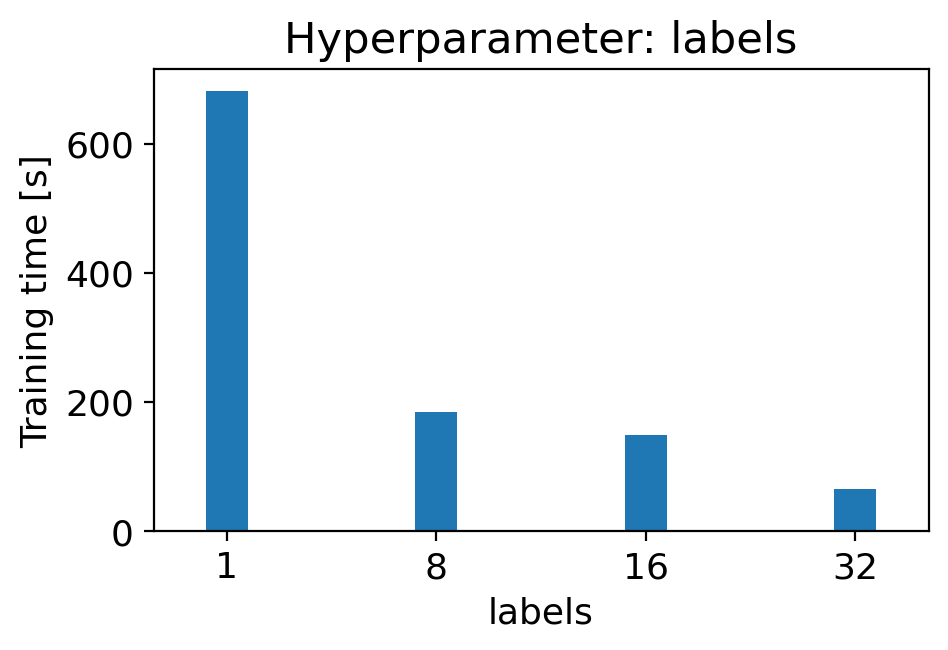 Hyperparameter: labels
Training time [s]
600
400
200
0
1 8 16 32
labels